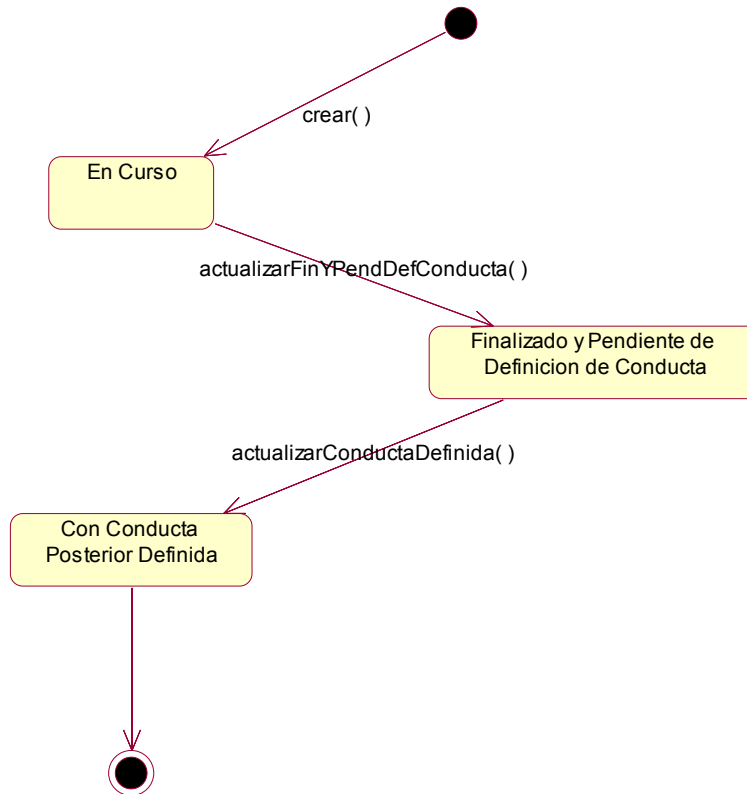 crear( )
En Curso
actualizarFinYPendDefConducta( )
Finalizado y Pendiente de
Definicion de Conducta
actualizarConductaDefinida( )
Con Conducta
Posterior Definida